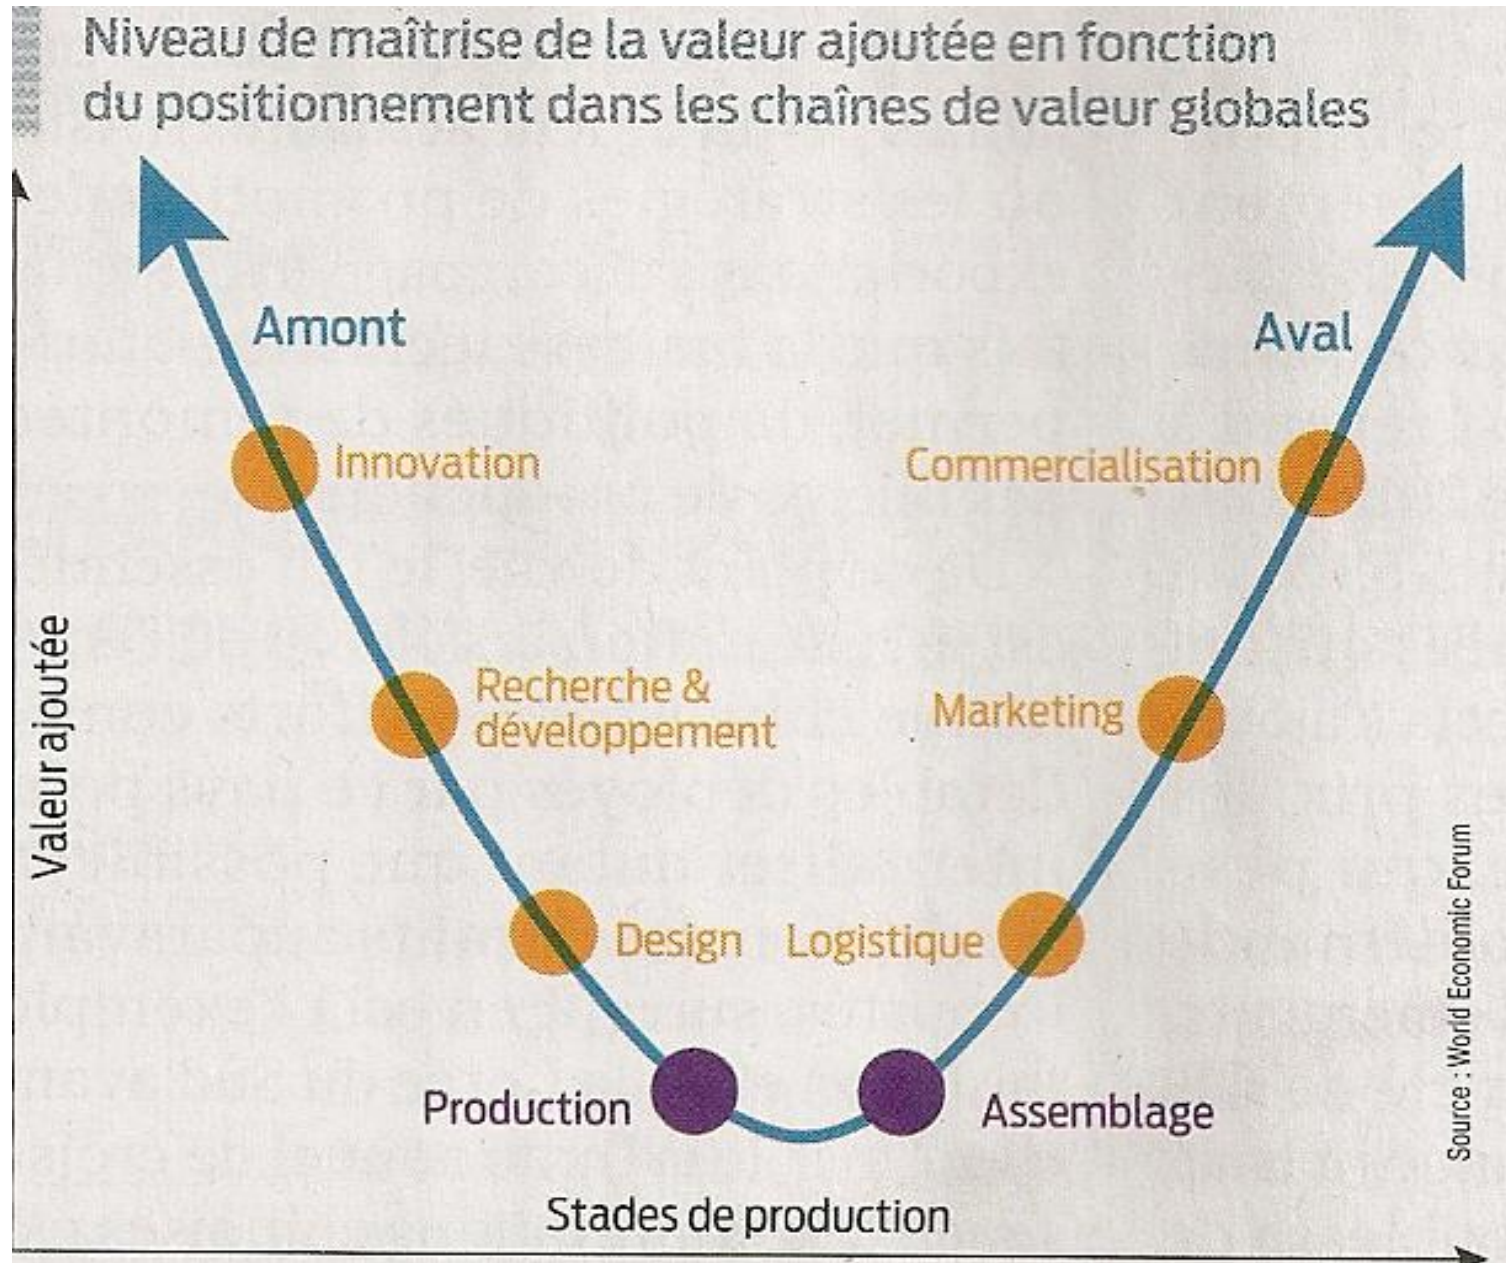 Niveau de maîtrise de la valeur ajoutée en fonction
du positionnement dans les chaînes de valeur globales
Amont
Aval
Innovation
Commercialisation
Recherche &
développement
Marketing
Valeur ajoutée
Design
Logistique
Production
Assemblage
Stades de production
Source : World Economic Forum